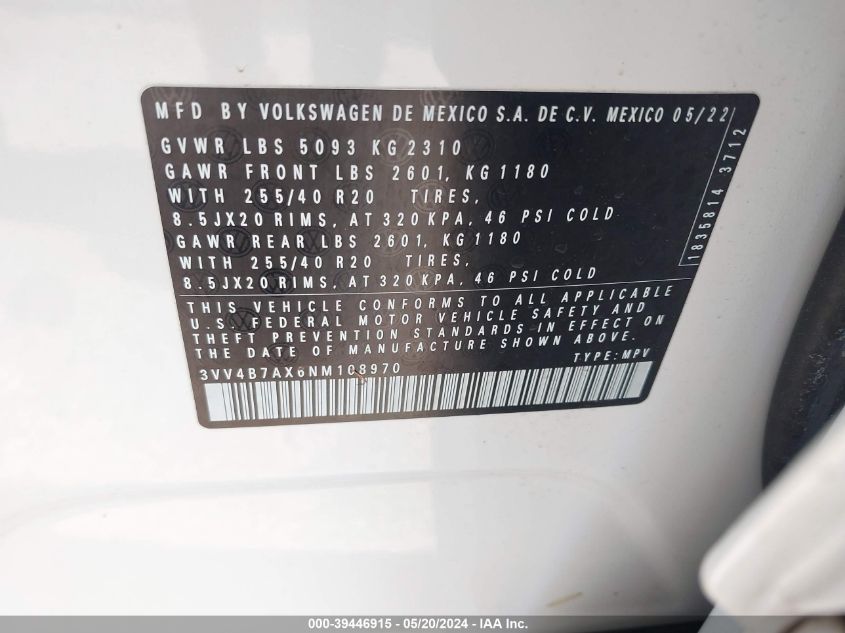 MFD BY VOLKSWAGEN DE MEXICO S.A. DE C.V. MEXICO 05/22
GVWR LBS 5093 KG 2310
GAWR FRONT LBS 2601, KG 1180
WITH 255/40 R20 TIRES,
8.5JX20 RIMS, AT 320 KPA, 46 PSI COLD
GAWR REAR LBS 2601, KG 1180
WITH 255/40 R20 TIRES,
8.5JX20 RIMS, AT 320 KPA, 46 PSI COLD
1835814 3712
THIS VEHICLE CONFORMS TO ALL APPLICABLE
U.S. FEDERAL MOTOR VEHICLE SAFETY AND
THEFT PREVENTION STANDARDS IN EFFECT ON
THE DATE OF MANUFACTURE SHOWN ABOVE.
3VV4B7AX6NM108970
TYPE: MPV
000-39446915 - 05/20/2024 - IAA Inc.